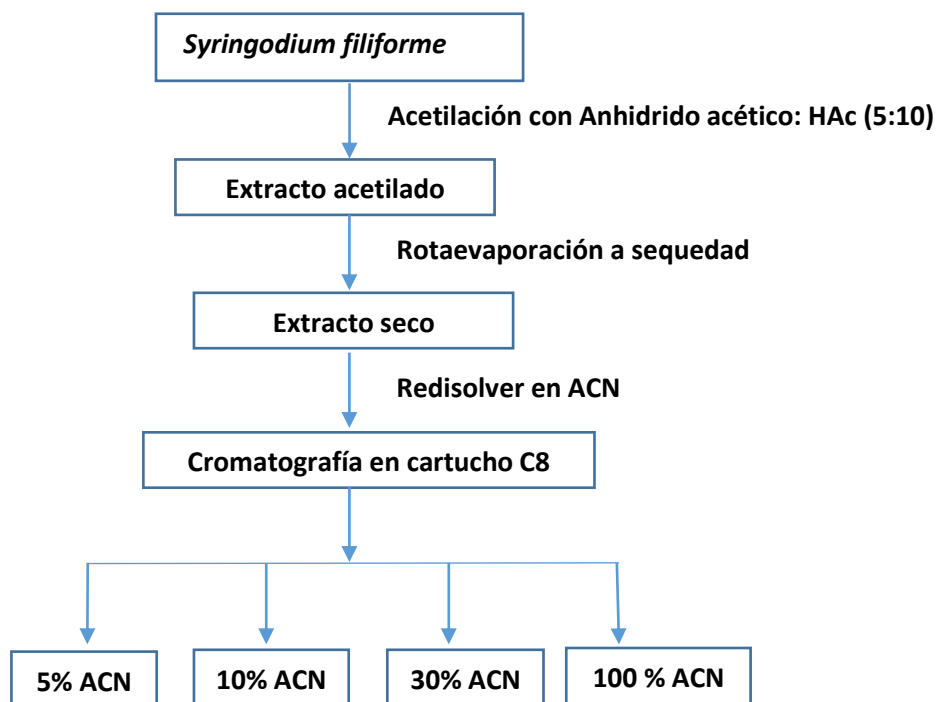 Syringodium filiforme
Acetilación con Anhidrido acético: HAc (5:10)
Extracto acetilado
Rotaevaporación a sequedad
Extracto seco
Redisolver en ACN
Cromatografía en cartucho C8
5% ACN
10% ACN
30% ACN
100 % ACN